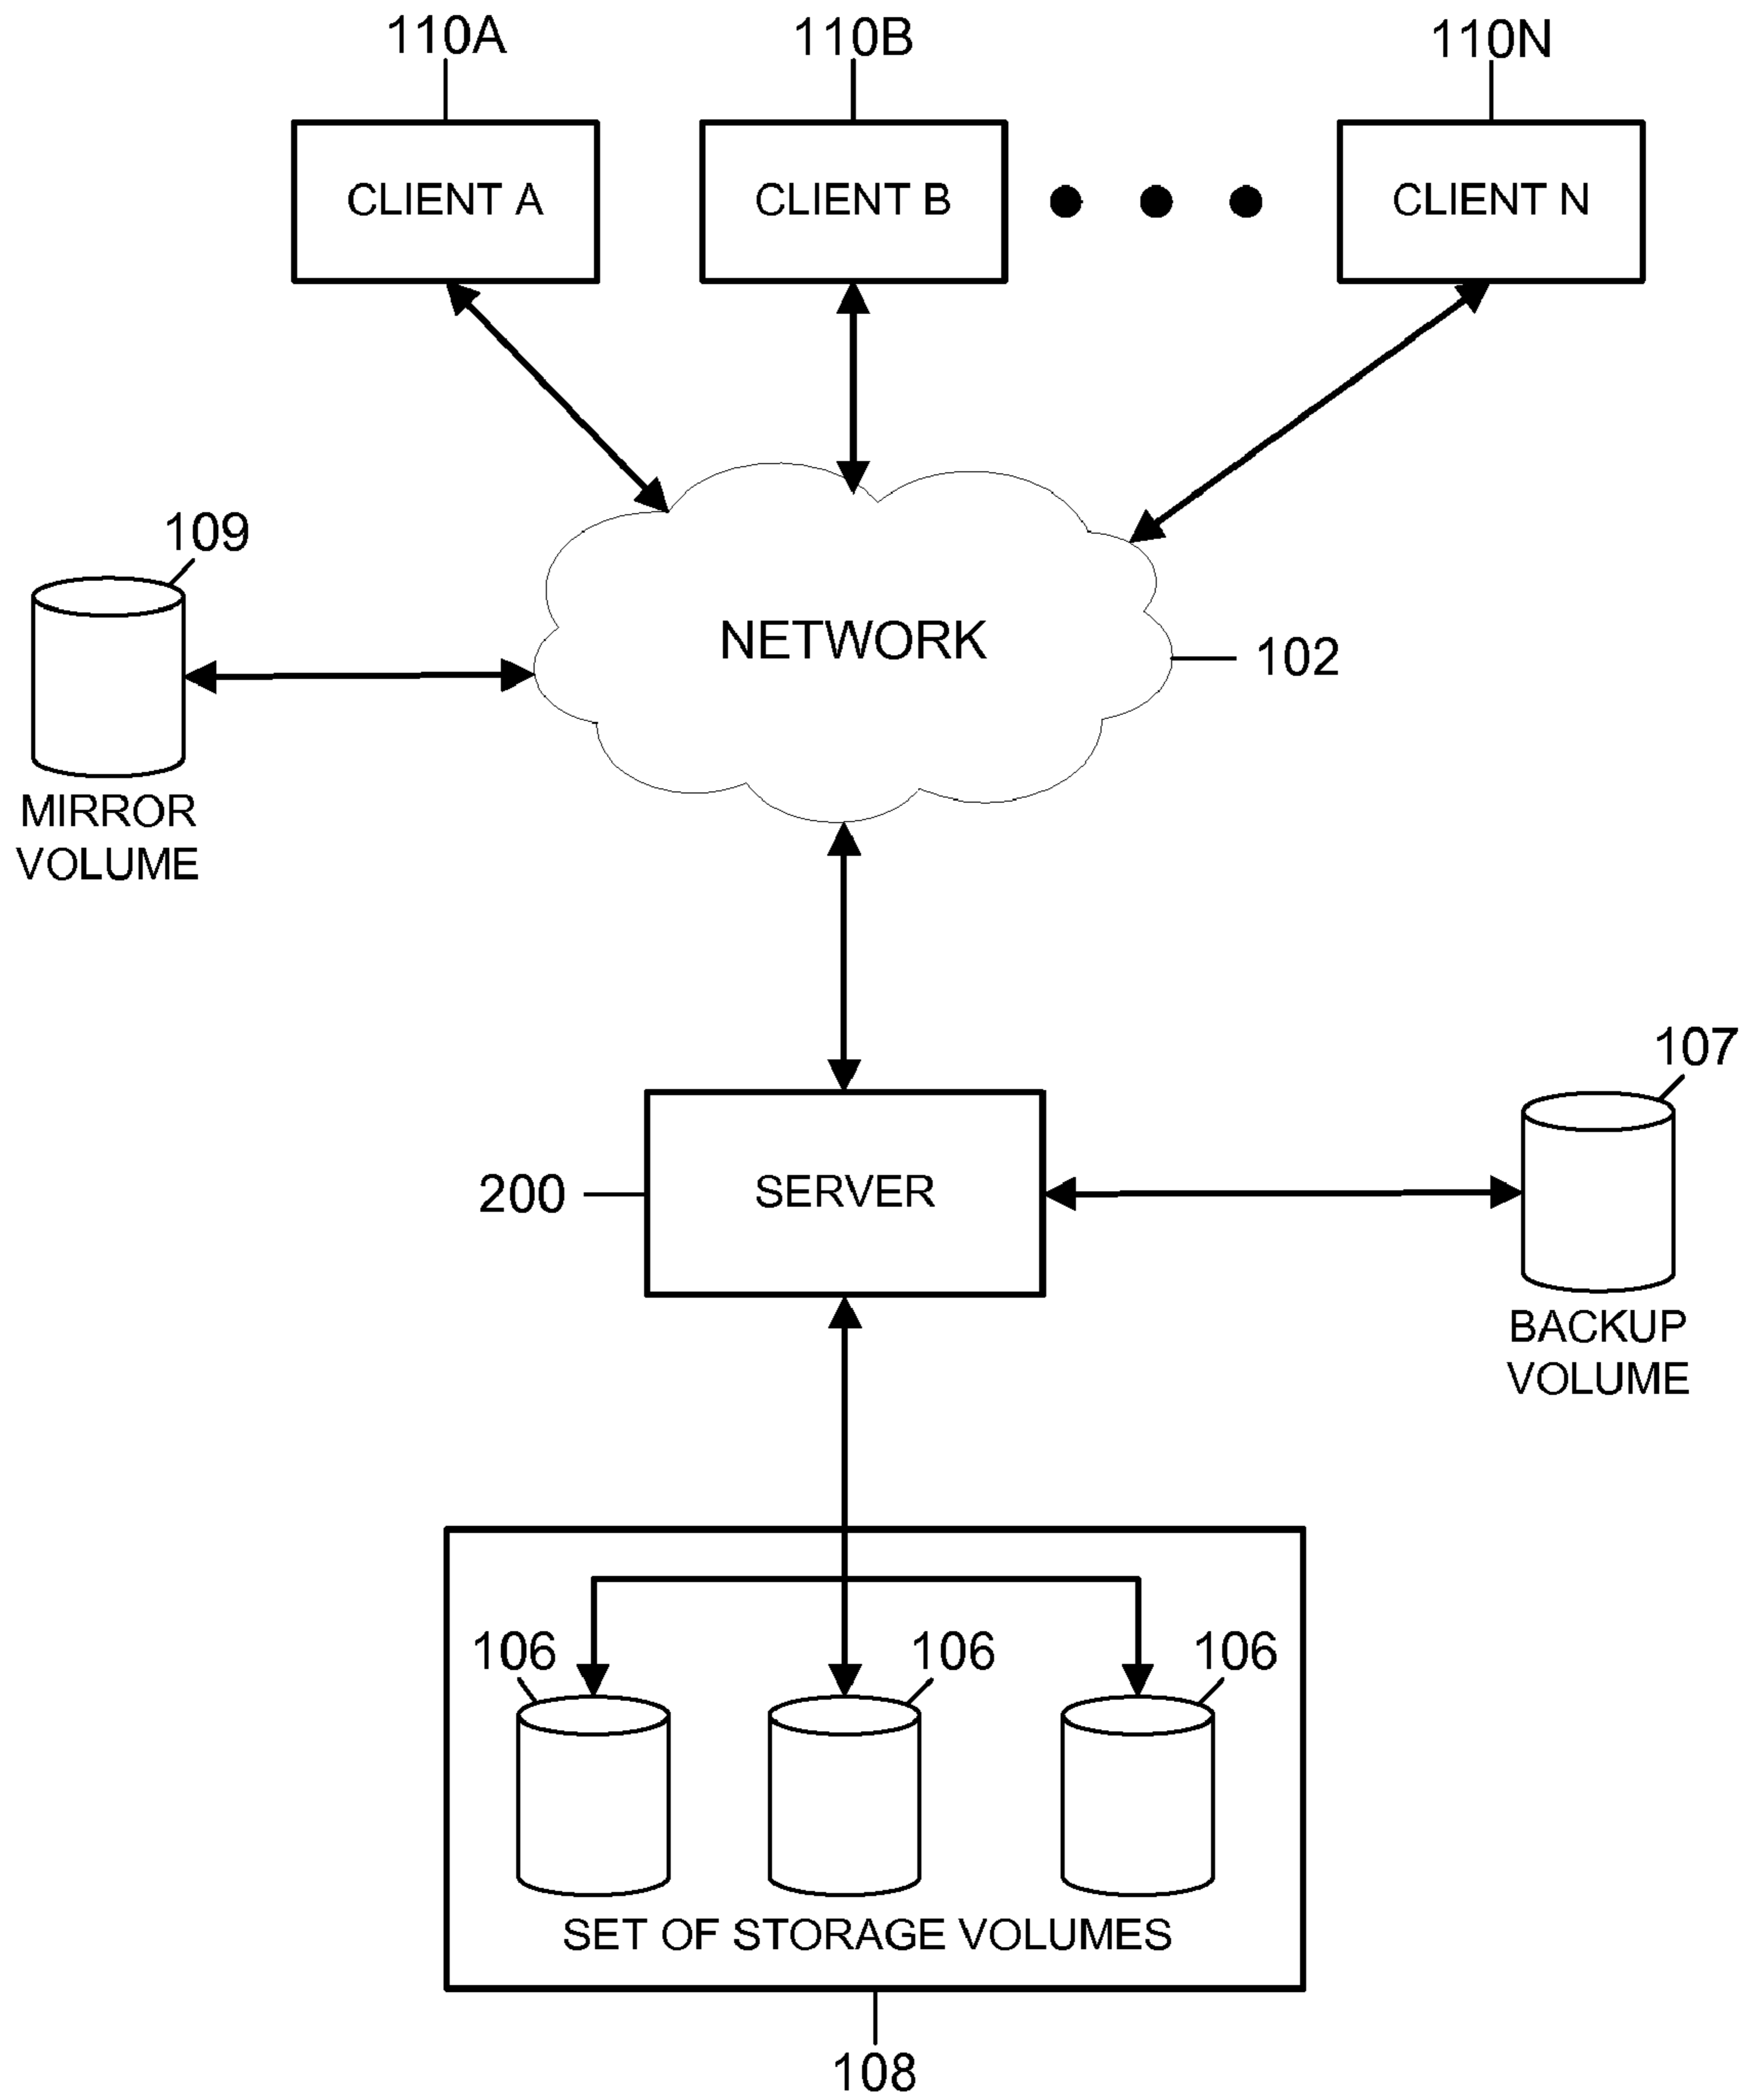 110A
110B
110N
CLIENT A
CLIENT B
CLIENT N
109
NETWORK
102
MIRROR
VOLUME
107
200
SERVER
BACKUP
VOLUME
106
106
106
SET OF STORAGE VOLUMES
108